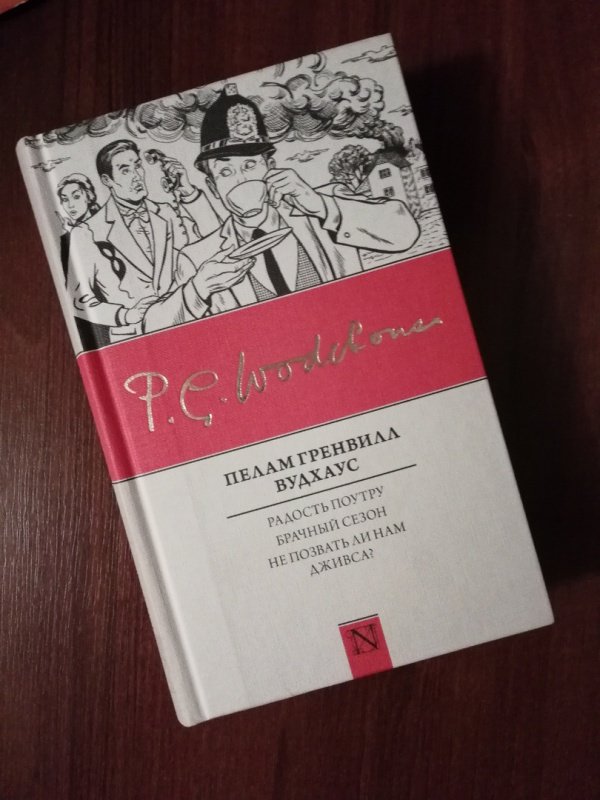 P. G. Wodehouse
ПЕЛАМ ГРЕНВИЛЛ
ВУДХАУС
РАДОСТЬ ПОУТРУ
БРАЧНЫЙ СЕЗОН
НЕ ПОЗВАТЬ ЛИ НАМ
ДЖИВСА?
N